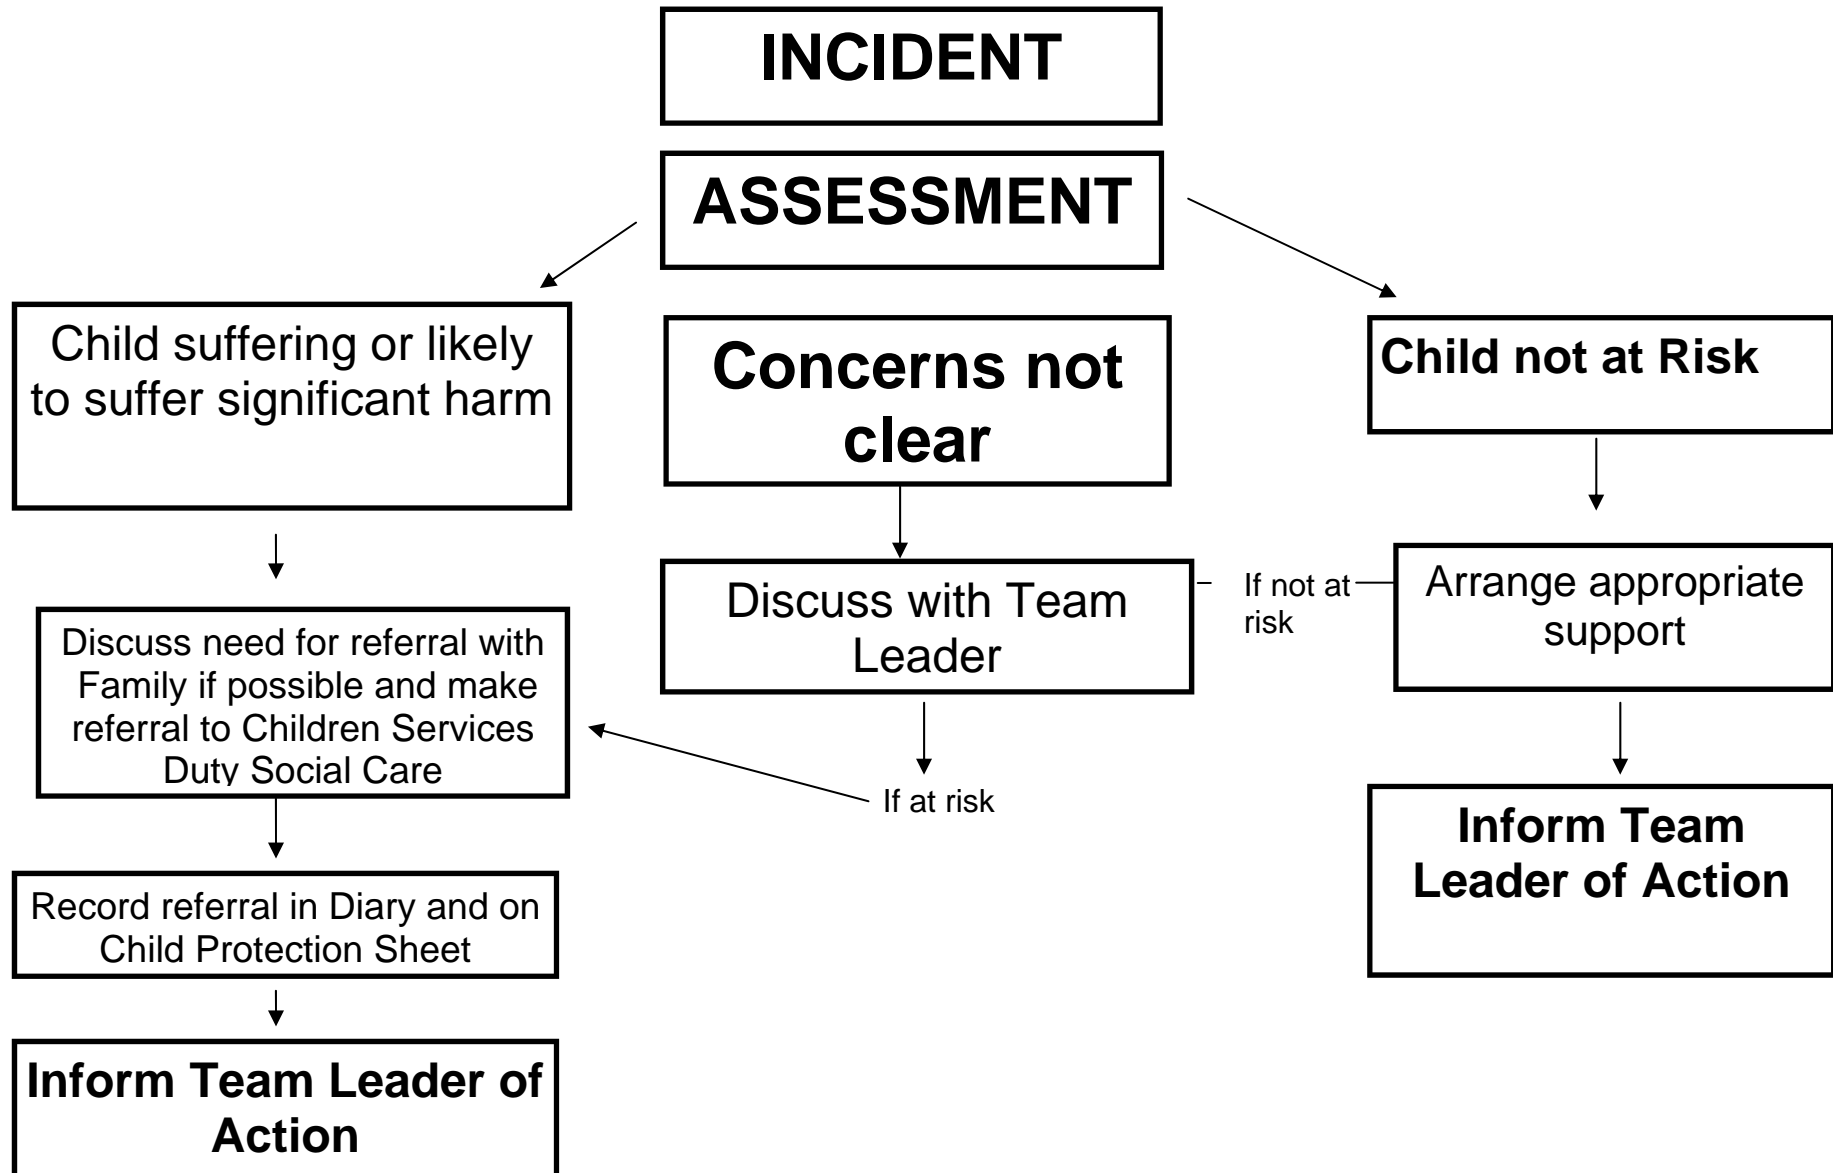 INCIDENT
ASSESSMENT
Child suffering or likely
to suffer significant harm
Concerns not
clear
Child not at Risk
Discuss need for referral with
Family if possible and make
referral to Children Services
Duty Social Care
Discuss with Team
Leader
If not at
risk
Arrange appropriate
support
If at risk
Inform Team
Leader of Action
Record referral in Diary and on
Child Protection Sheet
Inform Team Leader of
Action